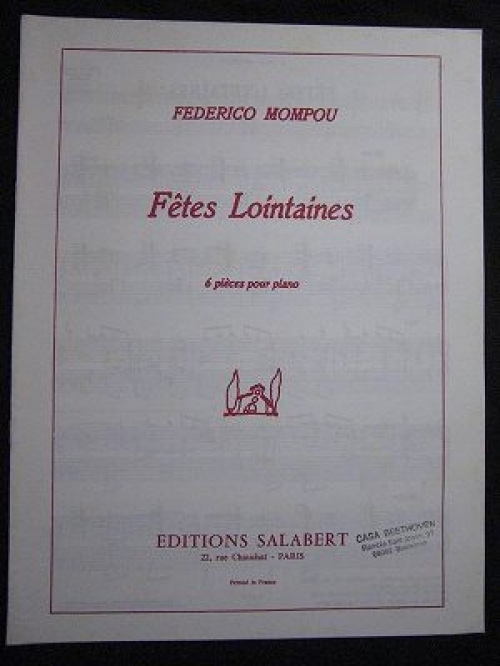 FEDERICO MOMPOU
Fêtes Lointaines
6 pièces pour piano
EDITIONS SALABERT
22, rue Chauchat - PARIS
Printed in France
CASA BEETHOVEN